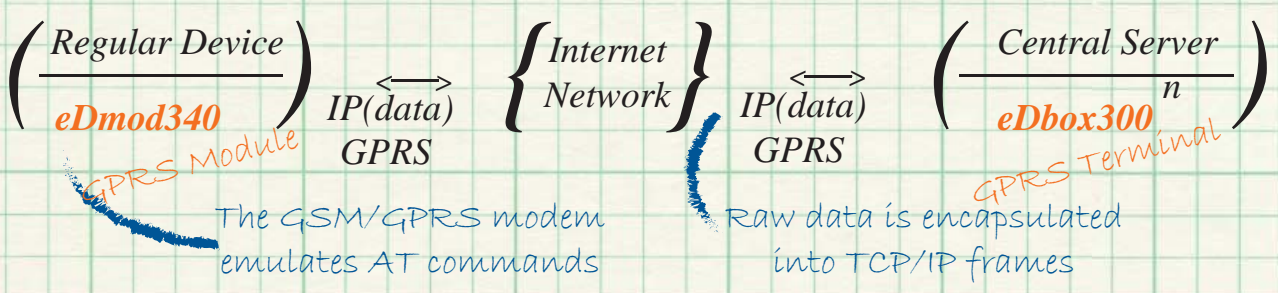 Regular Device
eDmod340
GPRS Module
IP(data)
GPRS
Internet
Network
IP(data)
GPRS
Central Server
n
eDbox300
GPRS Terminal
The GSM/GPRS modem
emulates AT commands
Raw data is encapsulated
into TCP/IP frames